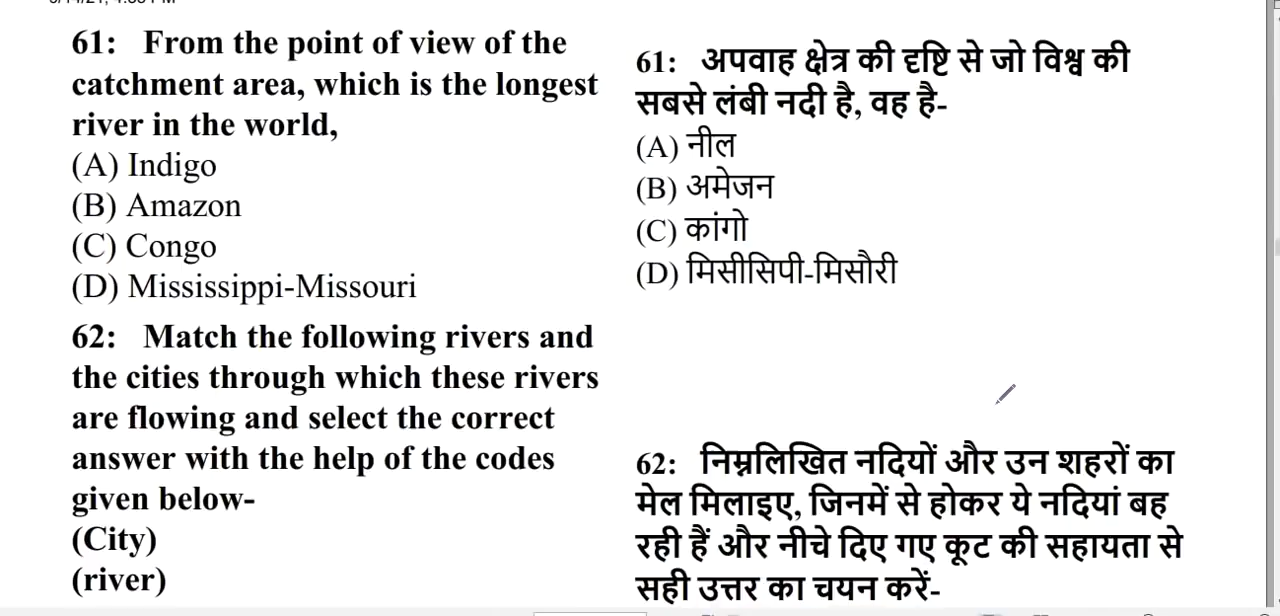 61: From the point of view of the
catchment area, which is the longest
river in the world,
(A) Indigo
(B) Amazon
(C) Congo
(D) Mississippi-Missouri
62: Match the following rivers and
the cities through which these rivers
are flowing and select the correct
answer with the help of the codes
given below-
(City)
(river)
61: अपवाह क्षेत्र की दृष्टि से जो विश्व की
सबसे लंबी नदी है, वह है-
(A) नील
(B) अमेजन
(C) कांगो
(D) मिसीसिपी-मिसौरी
62: निम्नलिखित नदियों और उन शहरों का
मेल मिलाइए, जिनमें से होकर ये नदियां बह
रही हैं और नीचे दिए गए कूट की सहायता से
सही उत्तर का चयन करें-